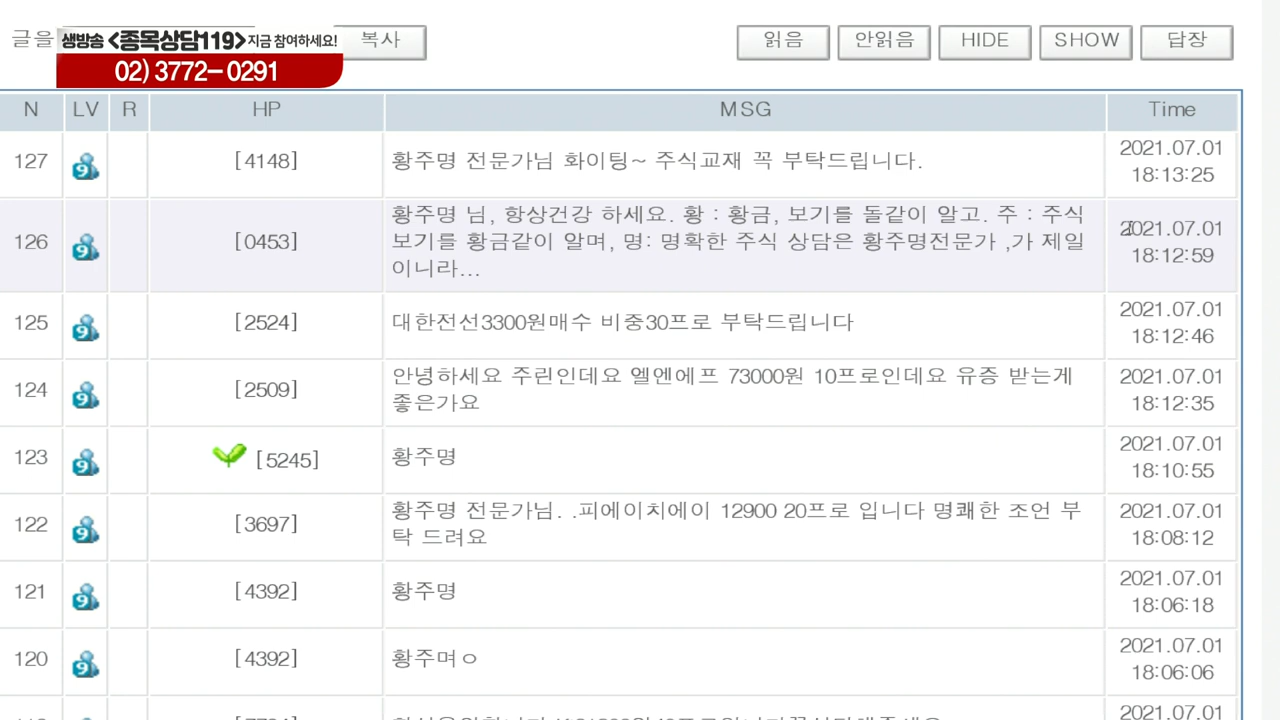 글을
생방송 <종목상담119> 지금 참여하세요!
02) 3772-0291
복사
읽음
안읽음
HIDE
SHOW
답장
N LV R HP MSG Time
127 9 [4148] 황주명 전문가님 화이팅~ 주식교재 꼭 부탁드립니다. 2021.07.01
18:13:25
126 9 [0453] 황주명 님, 항상건강 하세요. 황 : 황금, 보기를 돌같이 알고. 주 : 주식
보기를 황금같이 알며, 명: 명확한 주식 상담은 황주명전문가 ,가 제일
이니라...
2021.07.01
18:12:59
125 9 [2524] 대한전선3300원매수 비중30프로 부탁드립니다 2021.07.01
18:12:46
124 9 [2509] 안녕하세요 주린인데요 엘엔에프 73000원 10프로인데요 유증 받는게
좋은가요
2021.07.01
18:12:35
123 9 [5245] 황주명 2021.07.01
18:10:55
122 9 [3697] 황주명 전문가님. .피에이치에이 12900 20프로 입니다 명쾌한 조언 부
탁 드려요
2021.07.01
18:08:12
121 9 [4392] 황주명 2021.07.01
18:06:18
120 9 [4392] 황주며ㅇ 2021.07.01
18:06:06
2021.07.01